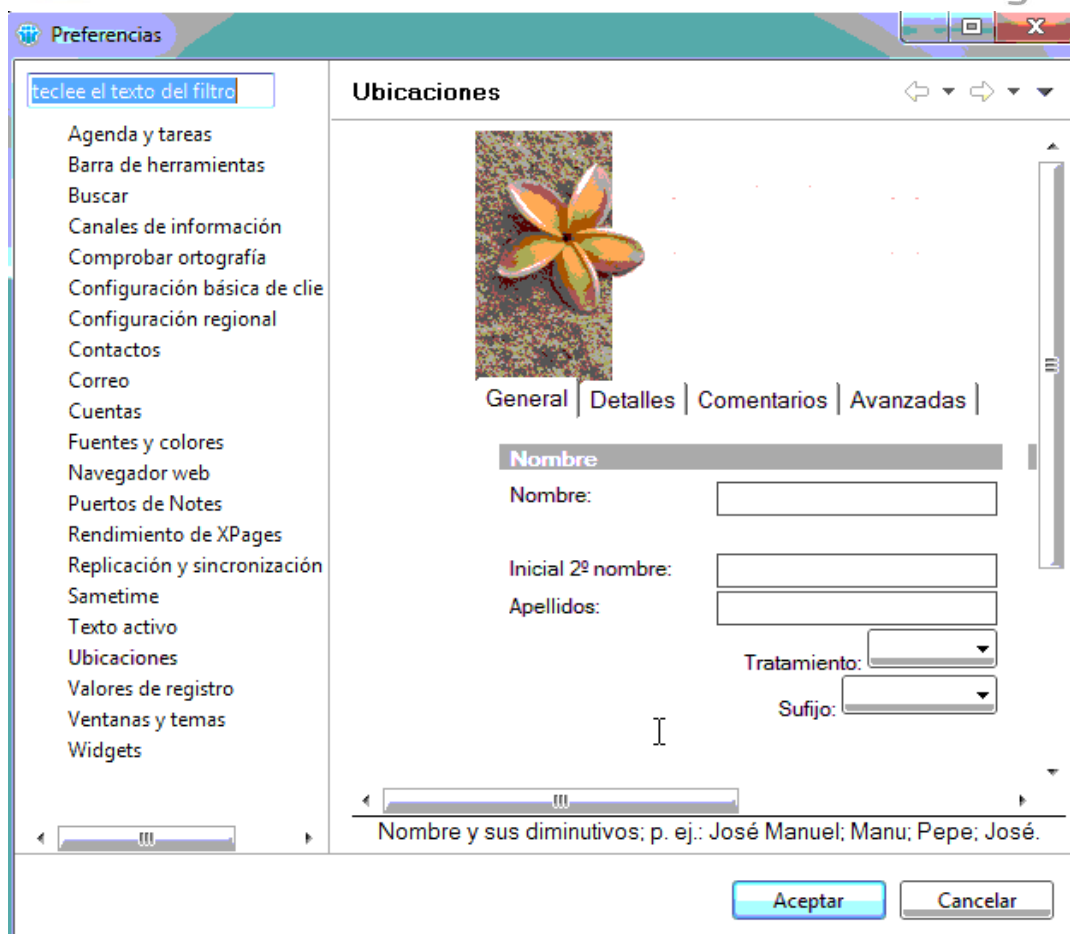 Preferencias
teclee el texto del filtro
Agenda y tareas
Barra de herramientas
Buscar
Canales de información
Comprobar ortografía
Configuración básica de clie
Configuración regional
Contactos
Correo
Cuentas
Fuentes y colores
Navegador web
Puertos de Notes
Rendimiento de XPages
Replicación y sincronización
Sametime
Texto activo
Ubicaciones
Valores de registro
Ventanas y temas
Widgets
Ubicaciones
General Detalles Comentarios Avanzadas
Nombre
Nombre:
Inicial 2º nombre:
Apellidos:
Tratamiento:
Sufijo:
Nombre y sus diminutivos; p. ej.: José Manuel; Manu; Pepe; José.
Aceptar Cancelar